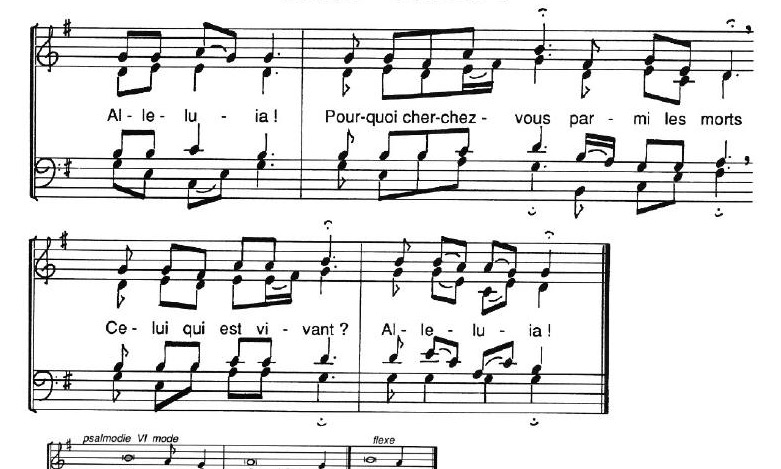 Al - le - lu - ia ! Pour-quoi cher-chez - vous par - mi les morts
Ce - lui qui est vi - vant ? Al - le - lu - ia !
psalmodie VI mode flexe